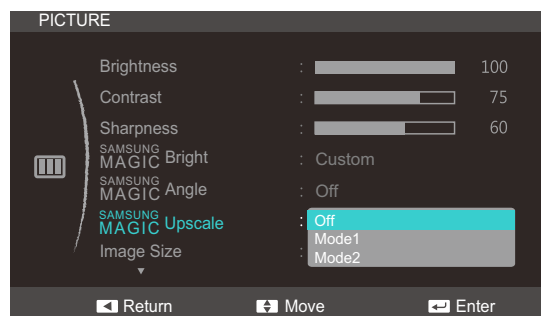 PICTURE
Brightness : 100
Contrast : 75
Sharpness : 60
SAMSUNG MAGIC Bright : Custom
SAMSUNG MAGIC Angle : Off
SAMSUNG MAGIC Upscale : Off
Mode1
Image Size : Mode2
Return Move Enter